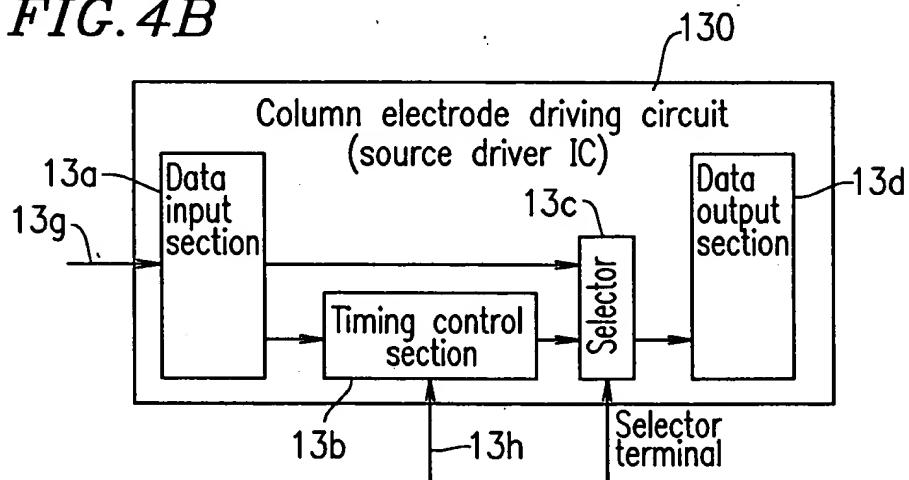 FIG. 4B
130
Column electrode driving circuit
(source driver IC)
13a
Data
input
section
13g
13c
Selector
Data
output
section
13d
Timing control
section
13b
13h
Selector
terminal